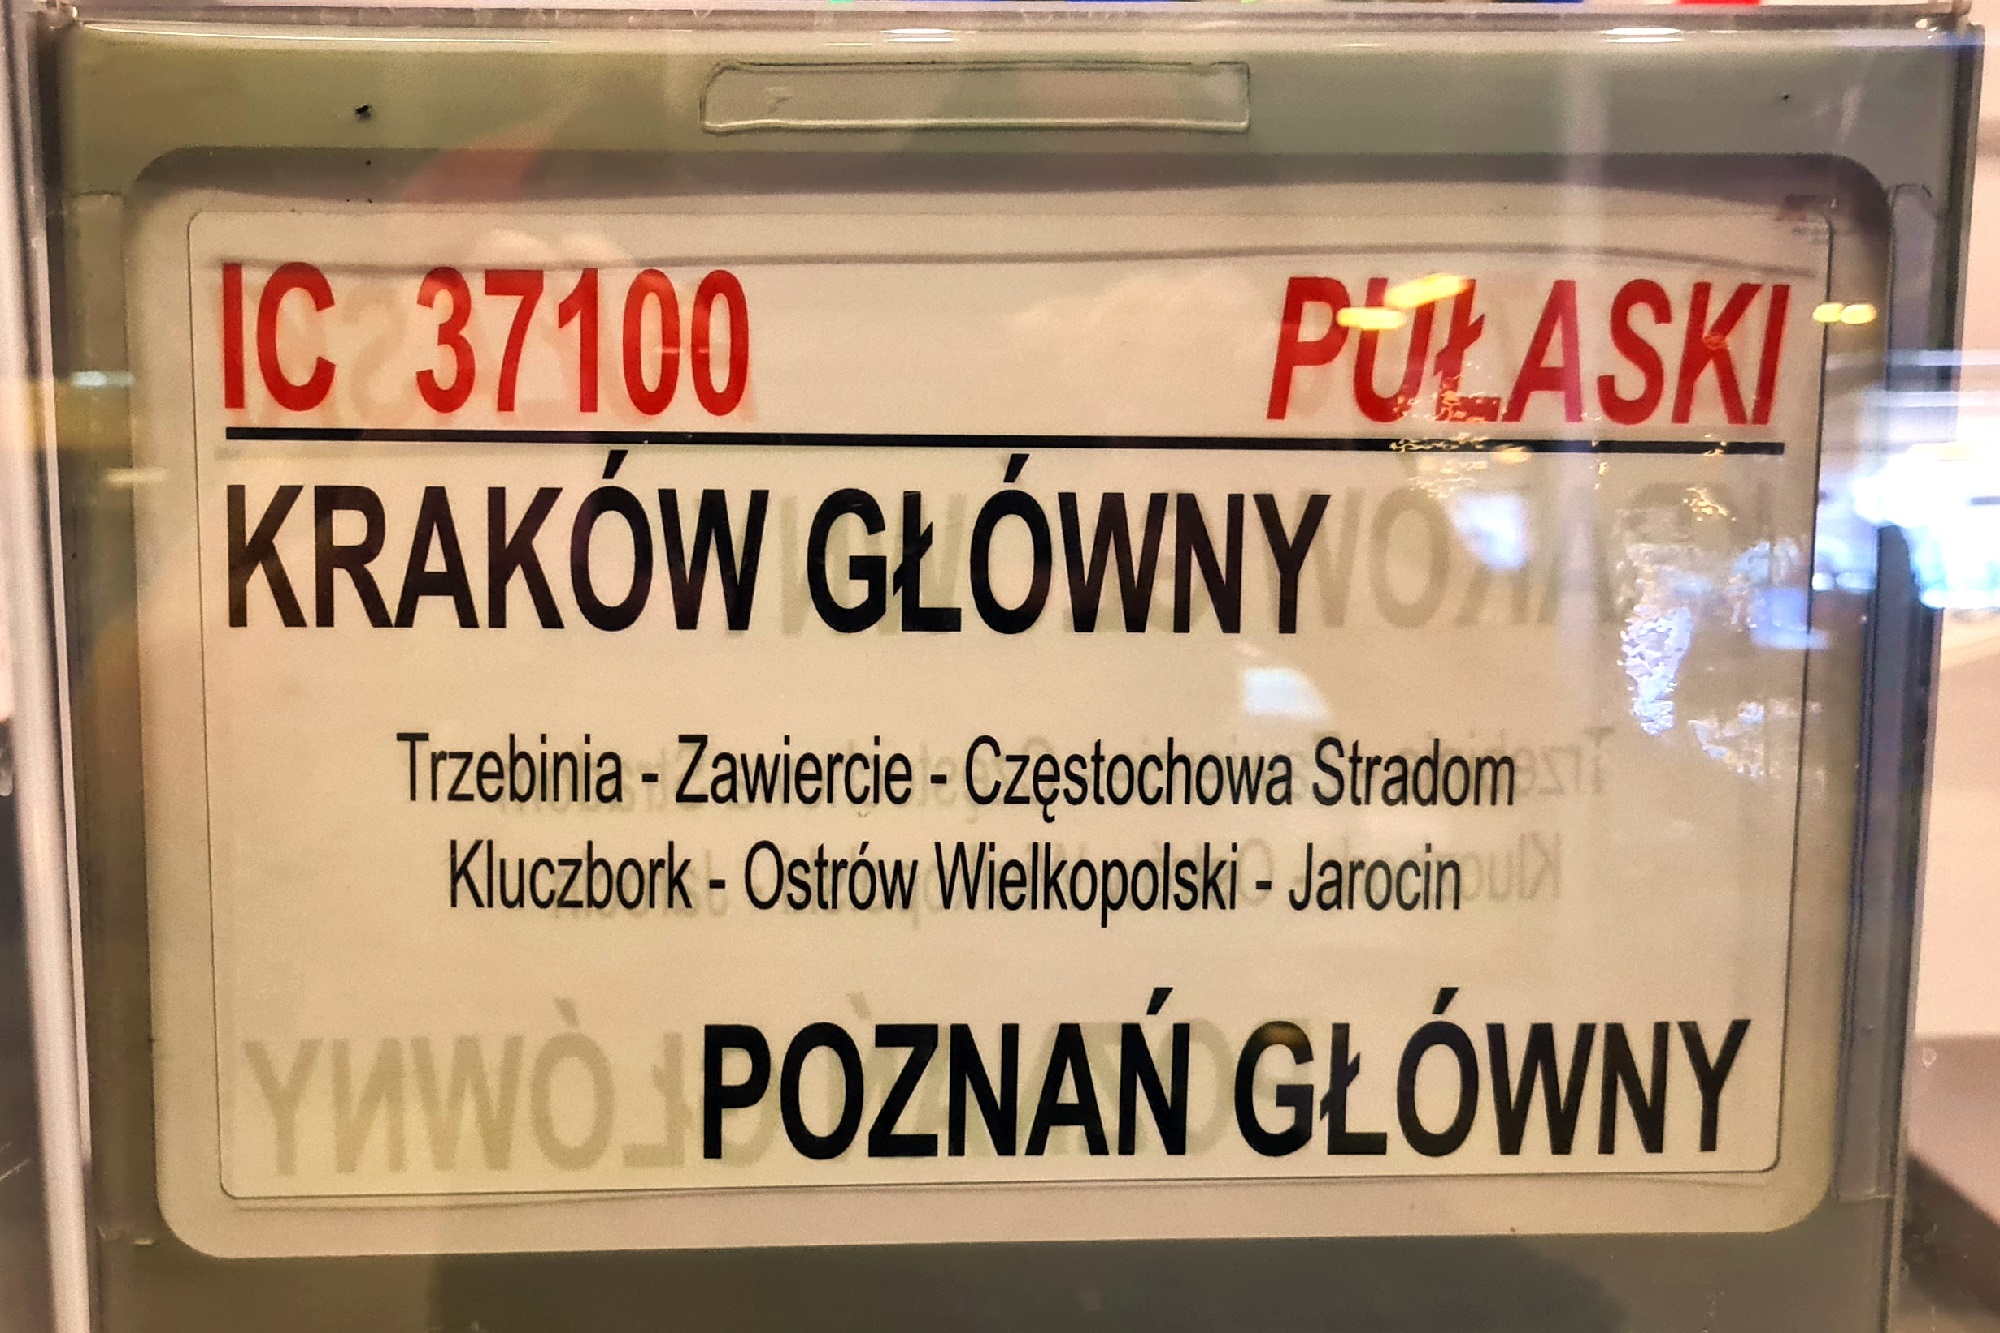 IC 37100 PUŁASKI
KRAKÓW GŁÓWNY
Trzebinia - Zawiercie - Częstochowa Stradom
Kluczbork - Ostrów Wielkopolski - Jarocin
POZNAŃ GŁÓWNY